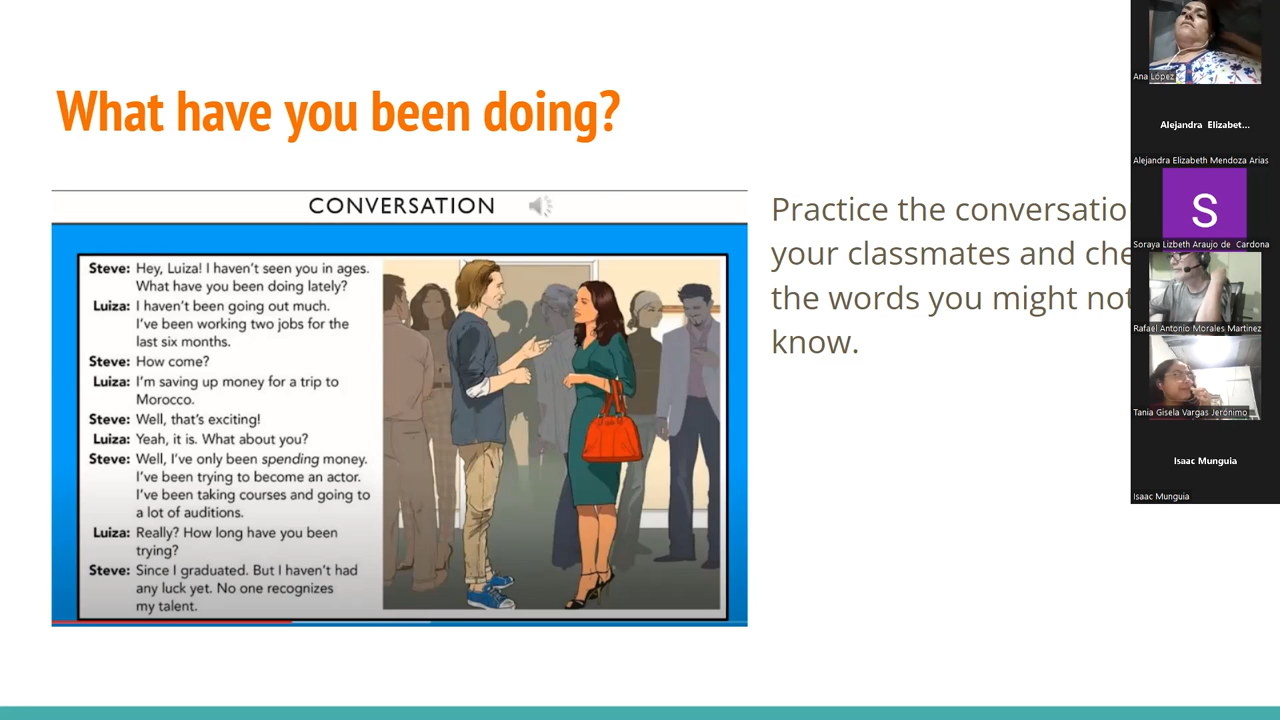 What have you been doing?
CONVERSATION
Steve: Hey, Luiza! I haven't seen you in ages.
What have you been doing lately?
Luiza: I haven't been going out much.
I've been working two jobs for the
last six months.
Steve: How come?
Luiza: I'm saving up money for a trip to
Morocco.
Steve: Well, that's exciting!
Luiza: Yeah, it is. What about you?
Steve: Well, I've only been spending money.
I've been trying to become an actor.
I've been taking courses and going to
a lot of auditions.
Luiza: Really? How long have you been
trying?
Steve: Since I graduated. But I haven't had
any luck yet. No one recognizes
my talent.
Practice the conversatio
your classmates and che
the words you might not
know.
Ana López
Alejandra Elizabet...
Alejandra Elizabeth Mendoza Arias
S
Soraya Lizbeth Araujo de Cardona
Rafael Antonio Morales Martinez
Tania Gisela Vargas Jerónimo
Isaac Munguia
Isaac Munguia